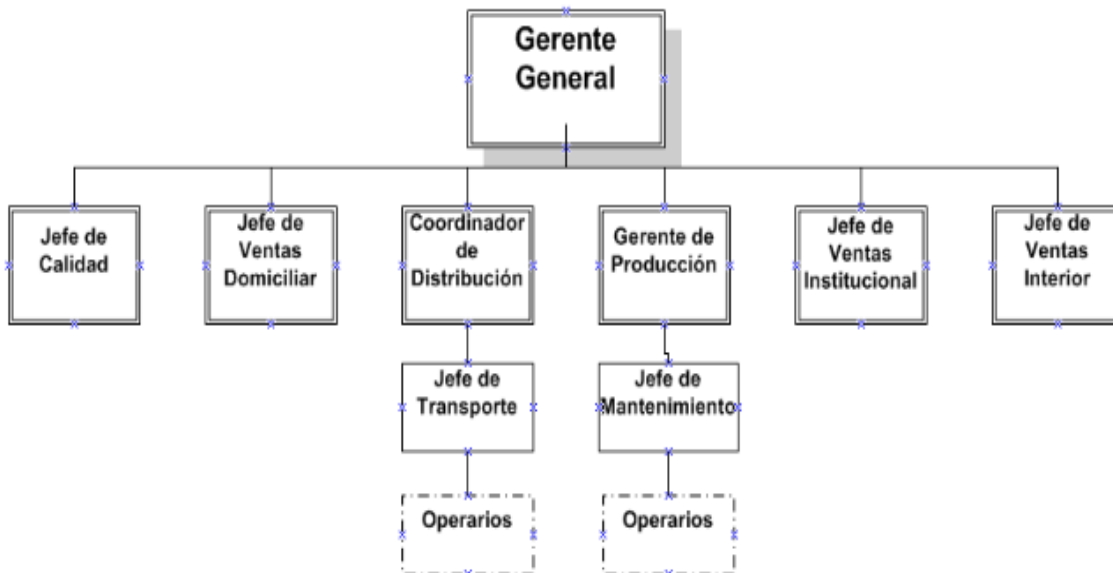 Gerente
General
Jefe de
Calidad
Jefe de
Ventas
Domiciliar
Coordinador
de
Distribución
Gerente de
Producción
Jefe de
Ventas
Institucional
Jefe de
Ventas
Interior
Jefe de
Transporte
Jefe de
Mantenimiento
Operarios
Operarios